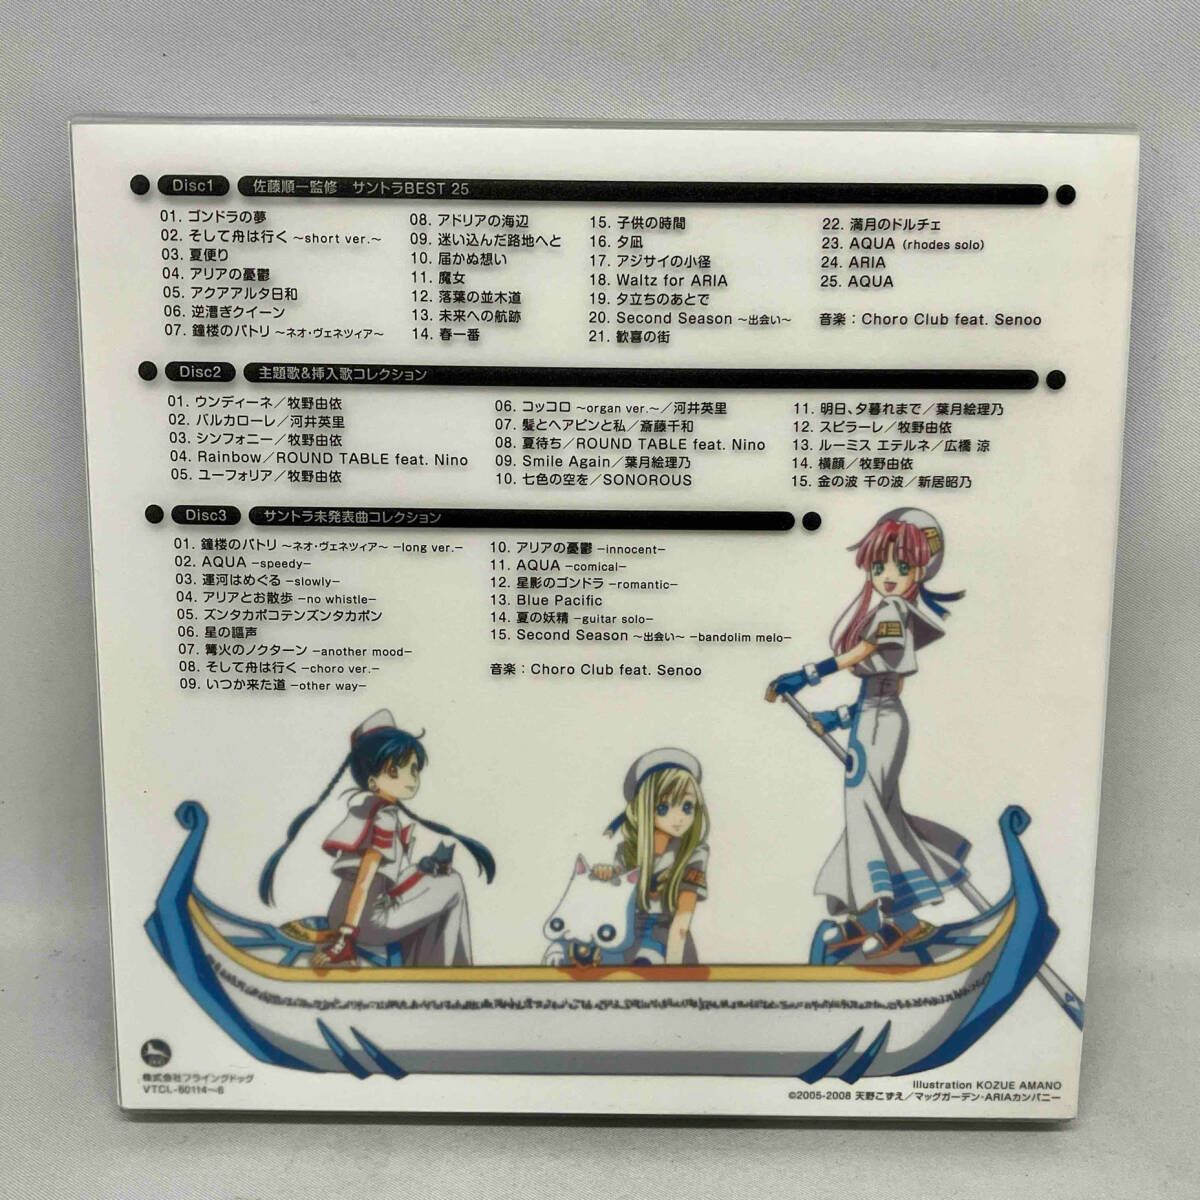 Disc1 佐藤順一監修 サントラBEST 25
01. ゴンドラの夢
02. そして舟は行く ～short ver.～
03. 夏便り
04. アリアの憂鬱
05. アクアアルタ日和
06. 逆漕ぎクイーン
07. 鐘楼のパトリ ～ネオ・ヴェネツィア～
08. アドリアの海辺
09. 迷い込んだ路地へと
10. 届かぬ想い
11. 魔女
12. 落葉の並木道
13. 未来への航跡
14. 春一番
15. 子供の時間
16. 夕凪
17. アジサイの小径
18. Waltz for ARIA
19. 夕立ちのあとで
20. Second Season ～出会い～
21. 歓喜の街
22. 満月のドルチェ
23. AQUA (rhodes solo)
24. ARIA
25. AQUA
音楽：Choro Club feat. Senoo
Disc2 主題歌&挿入歌コレクション
01. ウンディーネ／牧野由依
02. バルカローレ／河井英里
03. シンフォニー／牧野由依
04. Rainbow／ROUND TABLE feat. Nino
05. ユーフォリア／牧野由依
06. コッコロ ～organ ver.～／河井英里
07. 髪とヘアピンと私／斎藤千和
08. 夏待ち／ROUND TABLE feat. Nino
09. Smile Again／葉月絵理乃
10. 七色の空を／SONOROUS
11. 明日、夕暮れまで／葉月絵理乃
12. スピラーレ／牧野由依
13. ルーミス エテルネ／広橋 涼
14. 横顔／牧野由依
15. 金の波 千の波／新居昭乃
Disc3 サントラ未発表曲コレクション
01. 鐘楼のパトリ ～ネオ・ヴェネツィア～ -long ver.-
02. AQUA -speedy-
03. 運河はめぐる -slowly-
04. アリアとお散歩 -no whistle-
05. ズンタカポコテンズンタカポン
06. 星の謳声
07. 篝火のノクターン -another mood-
08. そして舟は行く -choro ver.-
09. いつか来た道 -other way-
10. アリアの憂鬱 -innocent-
11. AQUA -comical-
12. 星影のゴンドラ -romantic-
13. Blue Pacific
14. 夏の妖精 -guitar solo-
15. Second Season ～出会い～ -bandolim melo-
音楽：Choro Club feat. Senoo
株式会社フライングドッグ
VTCL-60114～6
Illustration KOZUE AMANO
©2005-2008 天野こずえ／マッグガーデン・ARIAカンパニー